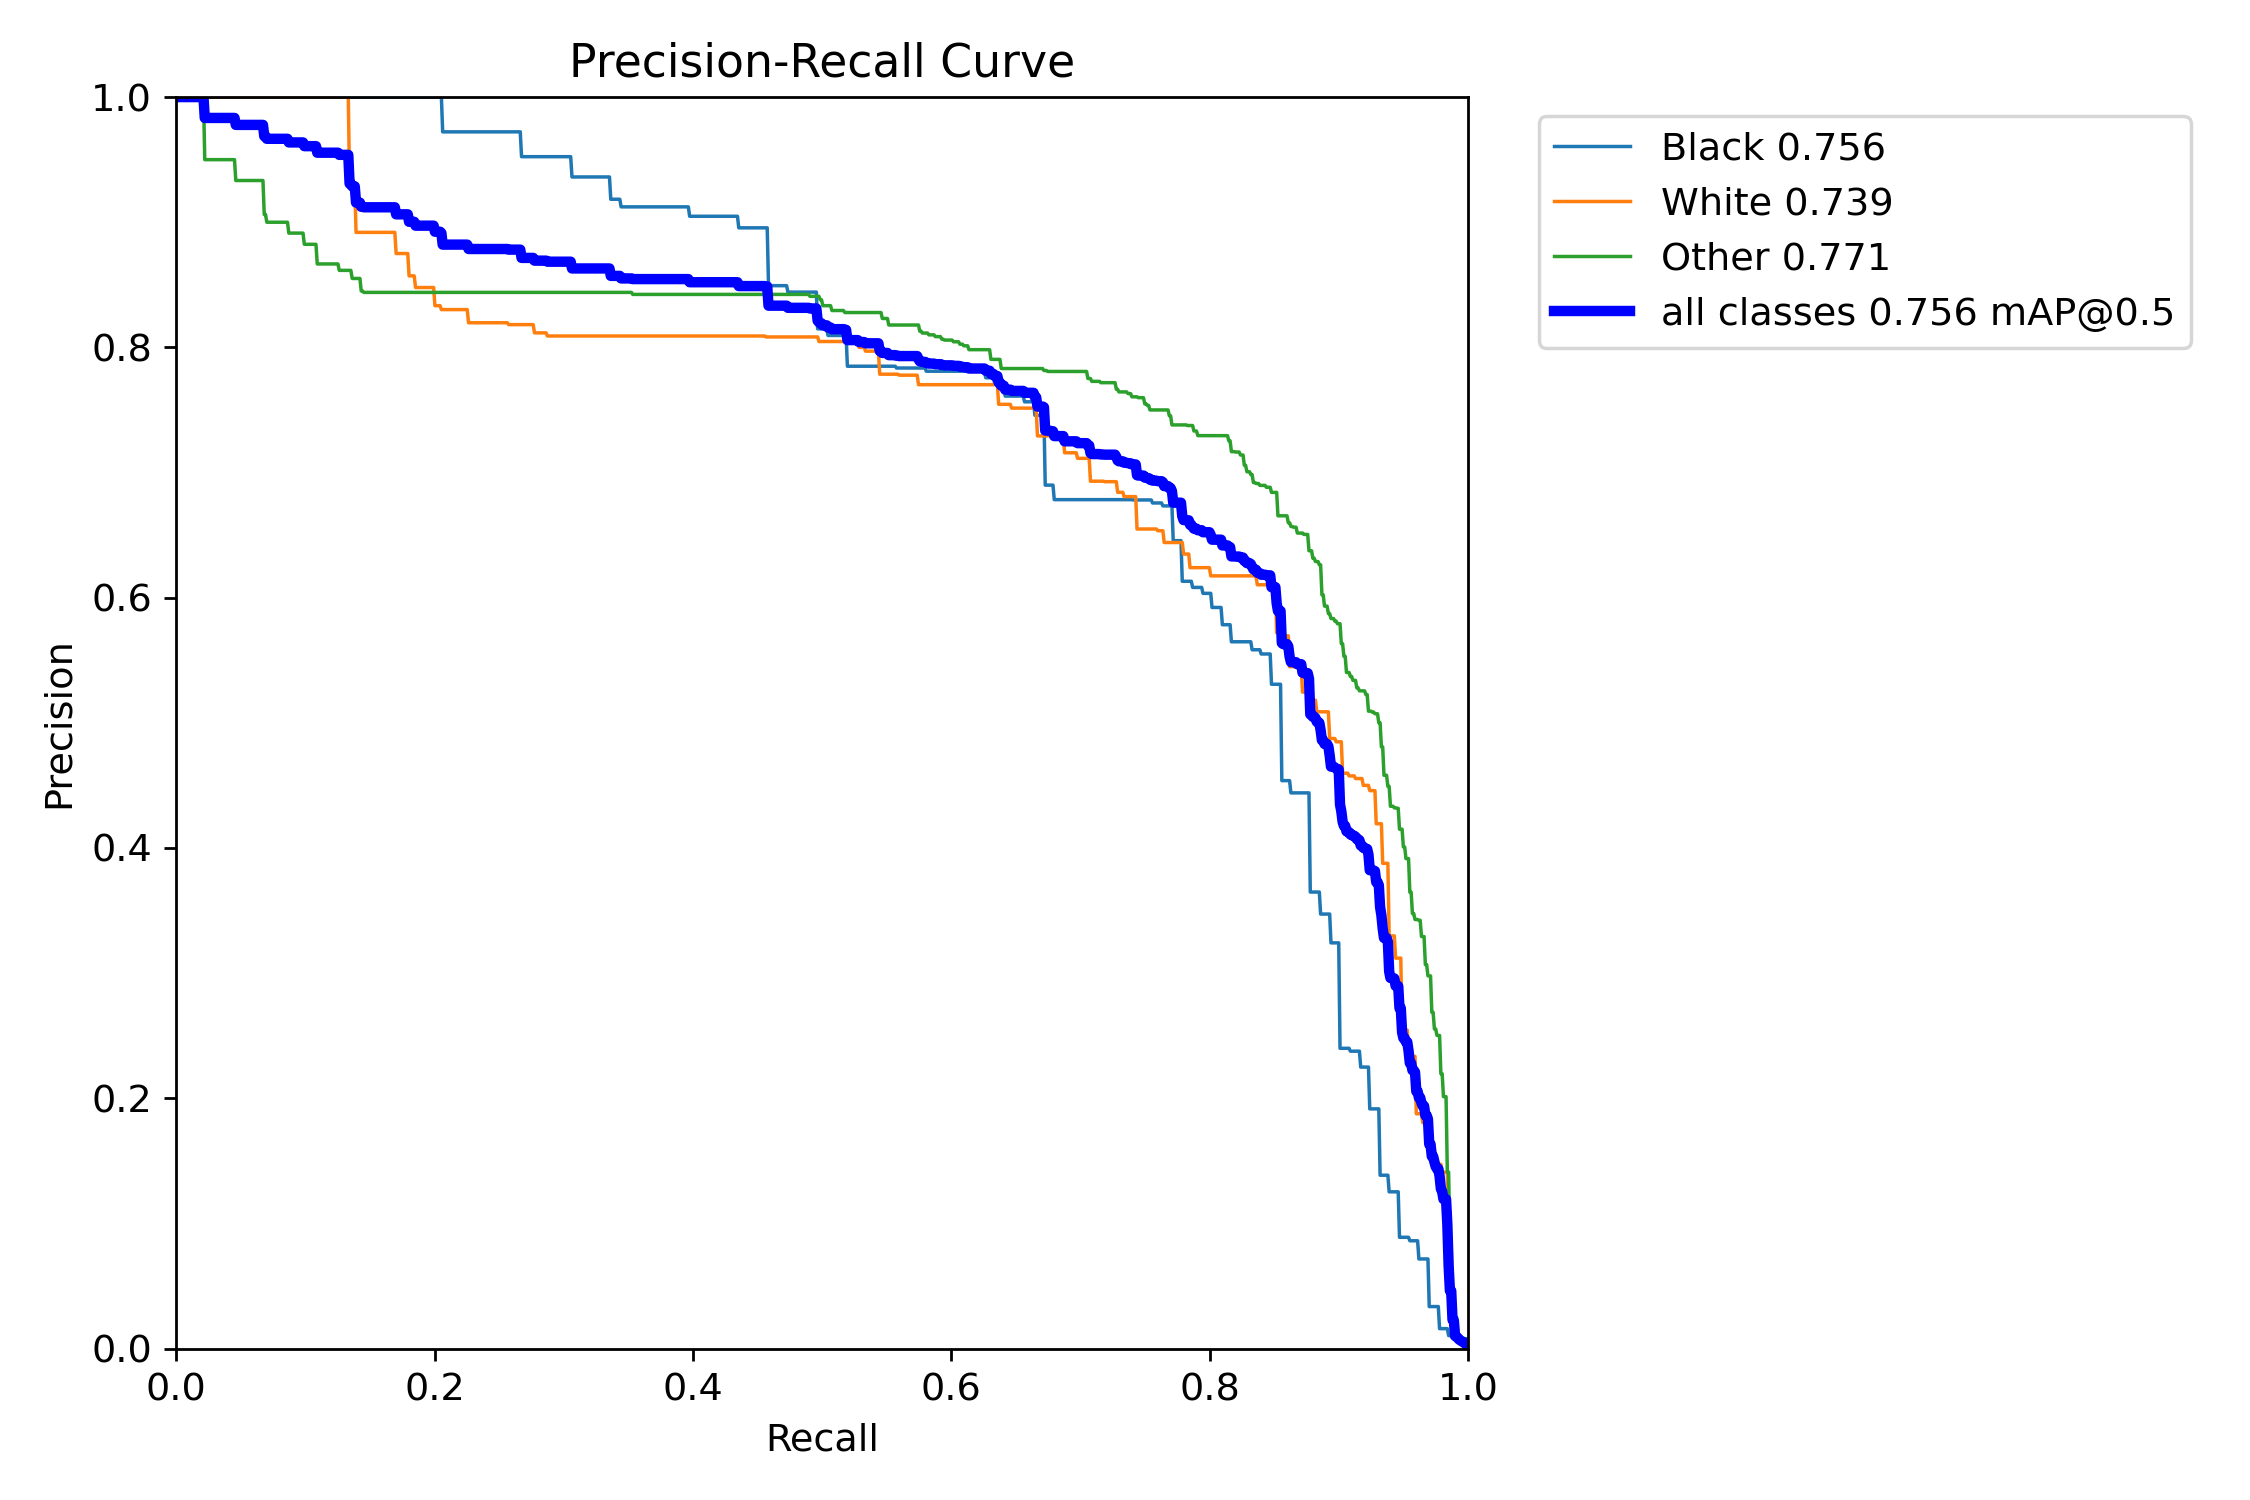 Precision-Recall Curve
1.0
0.8
0.6
0.4
0.2
0.0
Precision
0.0 0.2 0.4 0.6 0.8 1.0
Recall
Black 0.756
White 0.739
Other 0.771
all classes 0.756 mAP@0.5